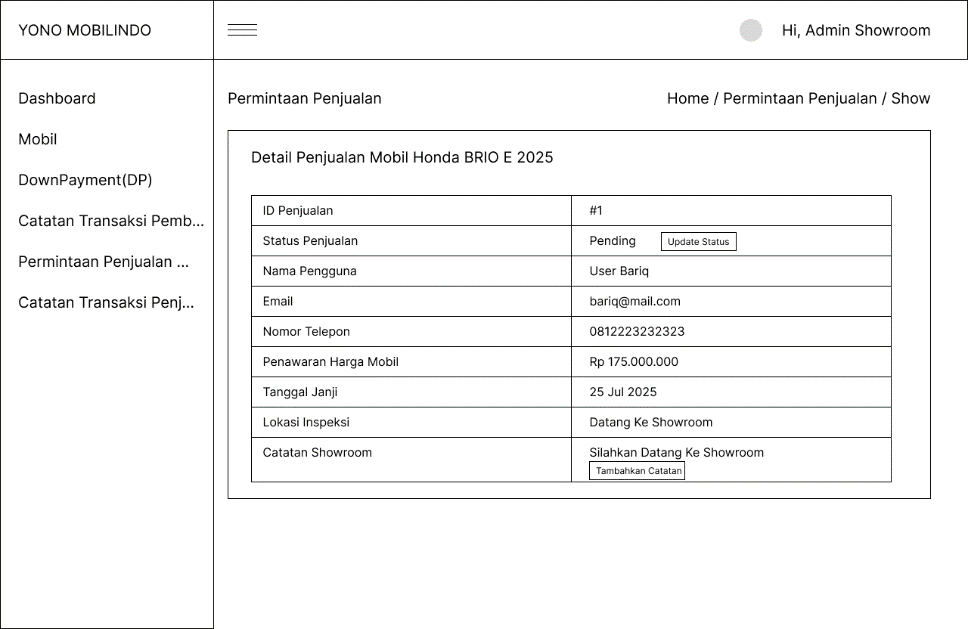 YONO MOBILINDO
Hi, Admin Showroom
Dashboard
Mobil
DownPayment(DP)
Catatan Transaksi Pemb...
Permintaan Penjualan ...
Catatan Transaksi Penj...
Permintaan Penjualan
Home / Permintaan Penjualan / Show
Detail Penjualan Mobil Honda BRIO E 2025
ID Penjualan #1
Status Penjualan Pending Update Status
Nama Pengguna User Bariq
Email bariq@mail.com
Nomor Telepon 0812223232323
Penawaran Harga Mobil Rp 175.000.000
Tanggal Janji 25 Jul 2025
Lokasi Inspeksi Datang Ke Showroom
Catatan Showroom Silahkan Datang Ke Showroom
Tambahkan Catatan